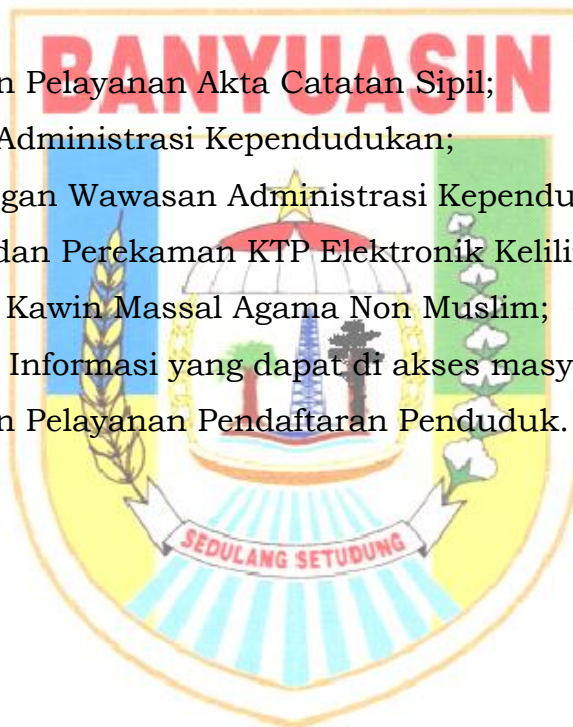 BANYUASIN
n Pelayanan Akta Catatan Sipil;
Administrasi Kependudukan;
gan Wawasan Administrasi Kependu
dan Perekaman KTP Elektronik Kelili
Kawin Massal Agama Non Muslim;
Informasi yang dapat di akses masy
n Pelayanan Pendaftaran Penduduk.
SEDULANG SETUDUNG